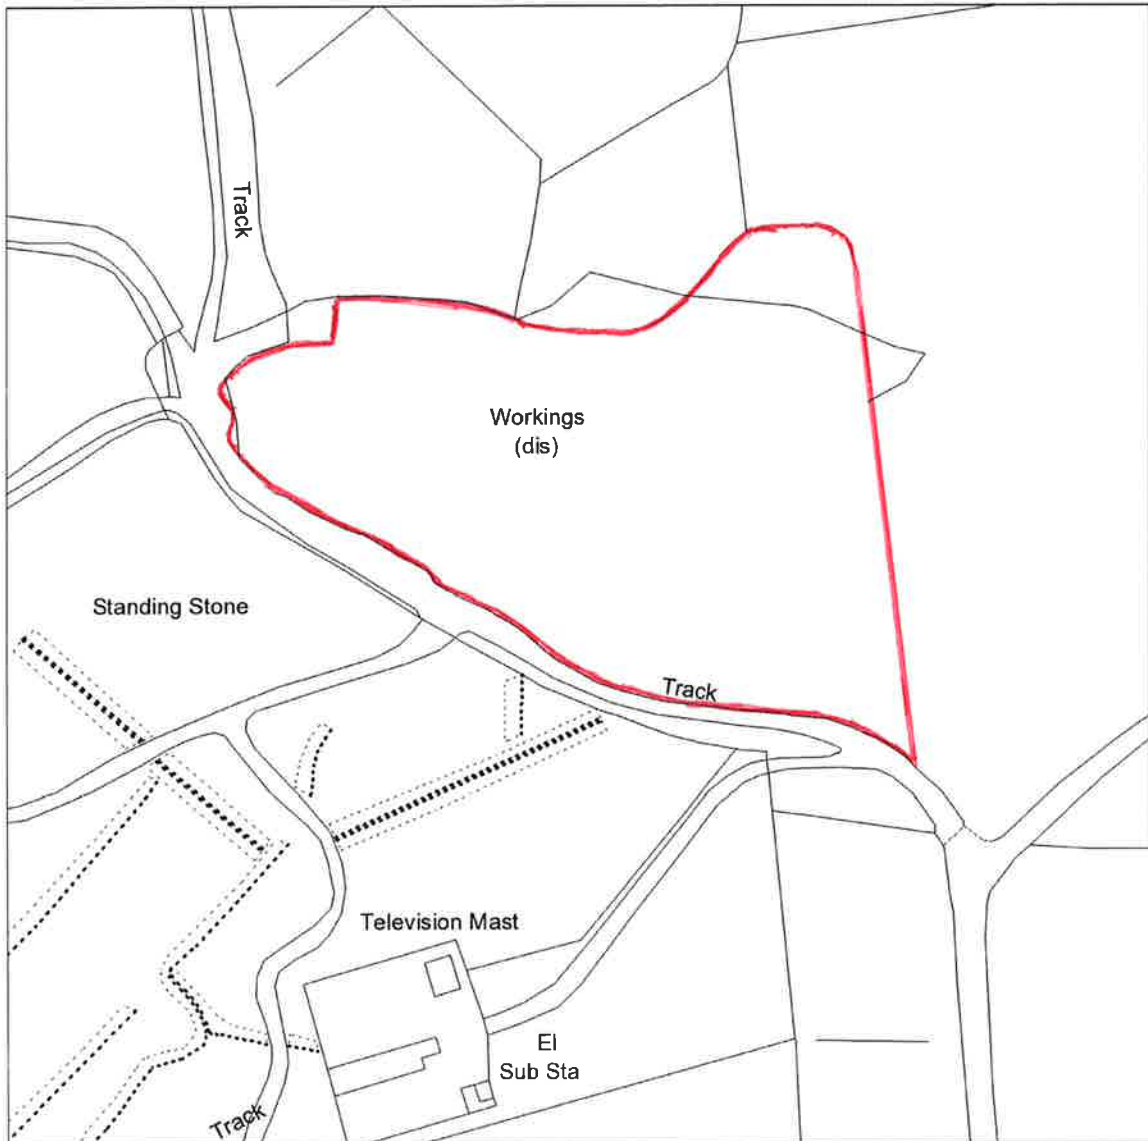 Track
Workings
(dis)
Standing Stone
Track
Television Mast
El
Sub Sta
Track